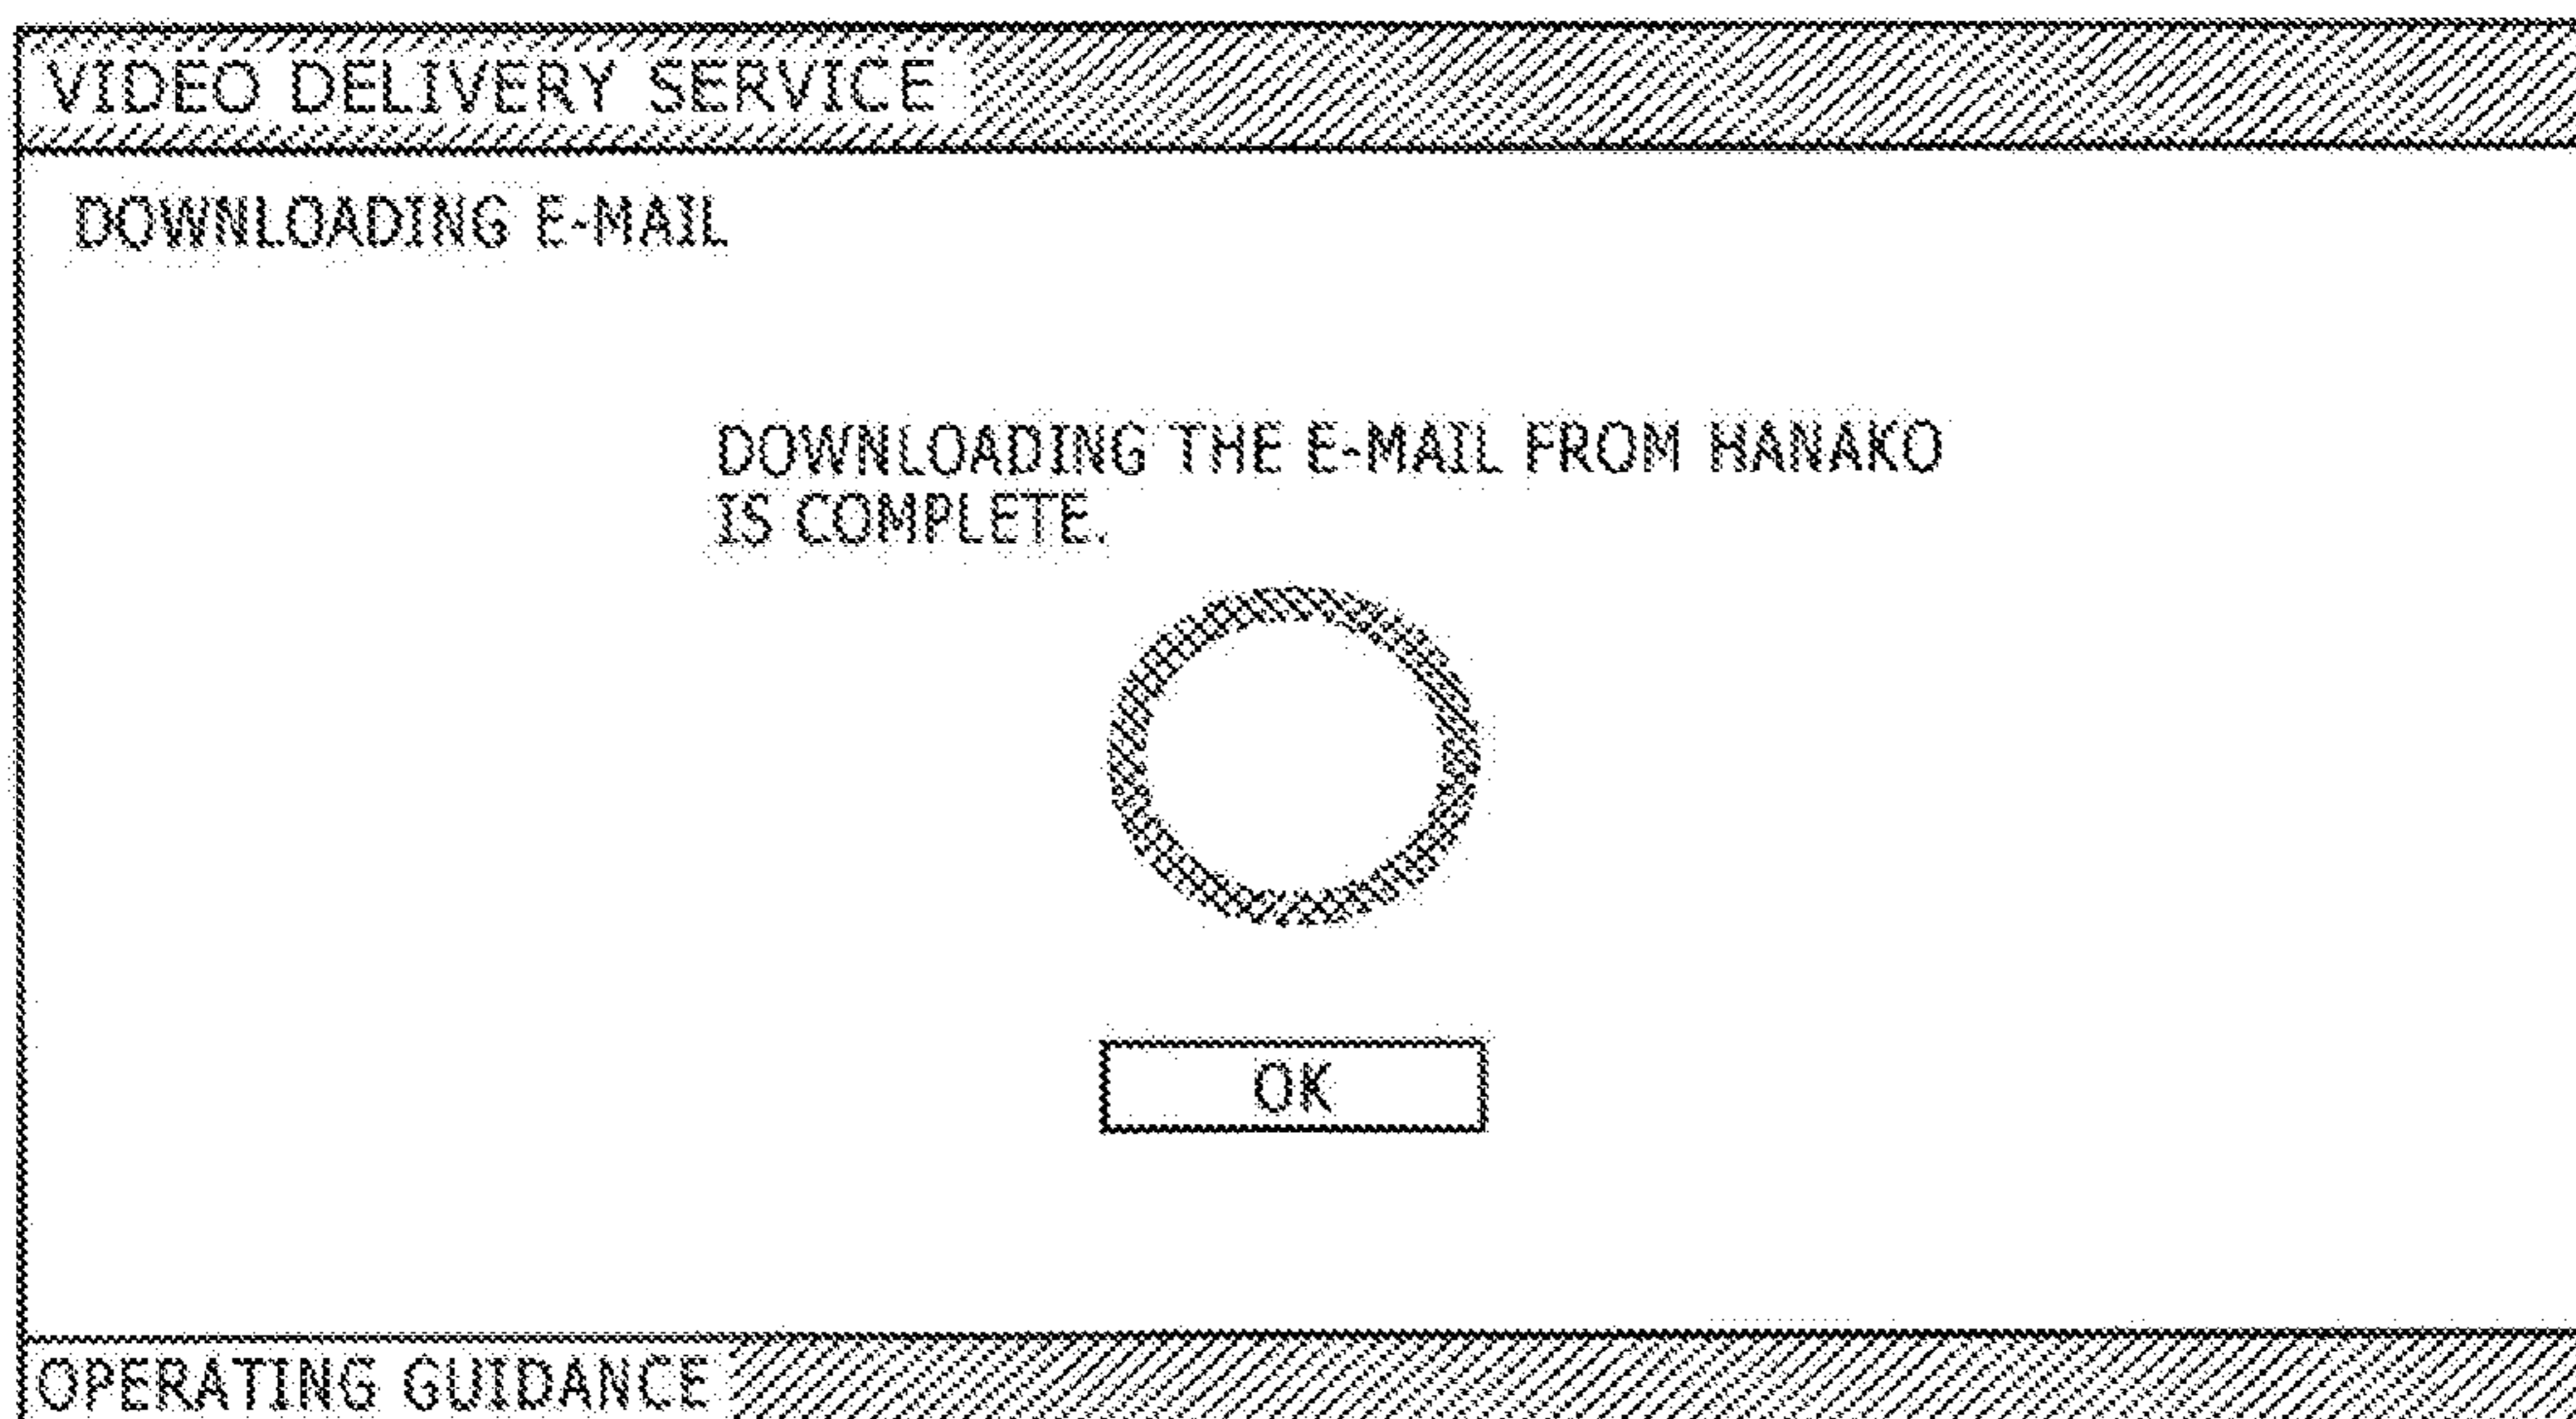 VIDEO DELIVERY SERVICE
DOWNLOADING E-MAIL
DOWNLOADING THE E-MAIL FROM HANAKO
IS COMPLETE.
OK
OPERATING GUIDANCE